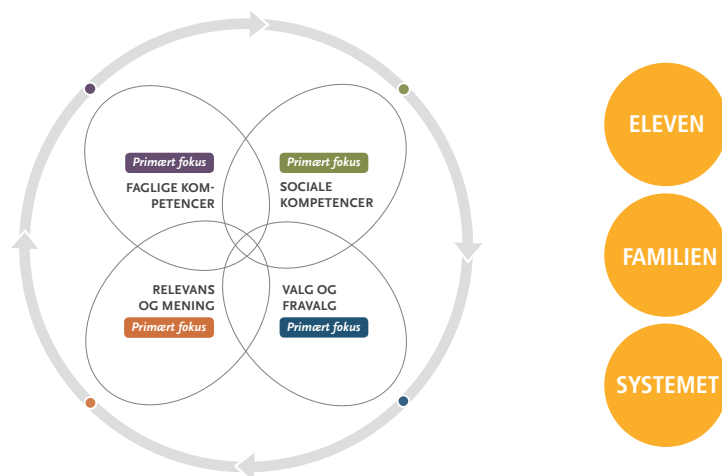 Primært fokus
FAGLIGE KOM-
PETENCER
Primært fokus
SOCIALE
KOMPETENCER
RELEVANS
OG MENING
Primært fokus
VALG OG
FRAVALG
Primært fokus
ELEVEN
FAMILIEN
SYSTEMET